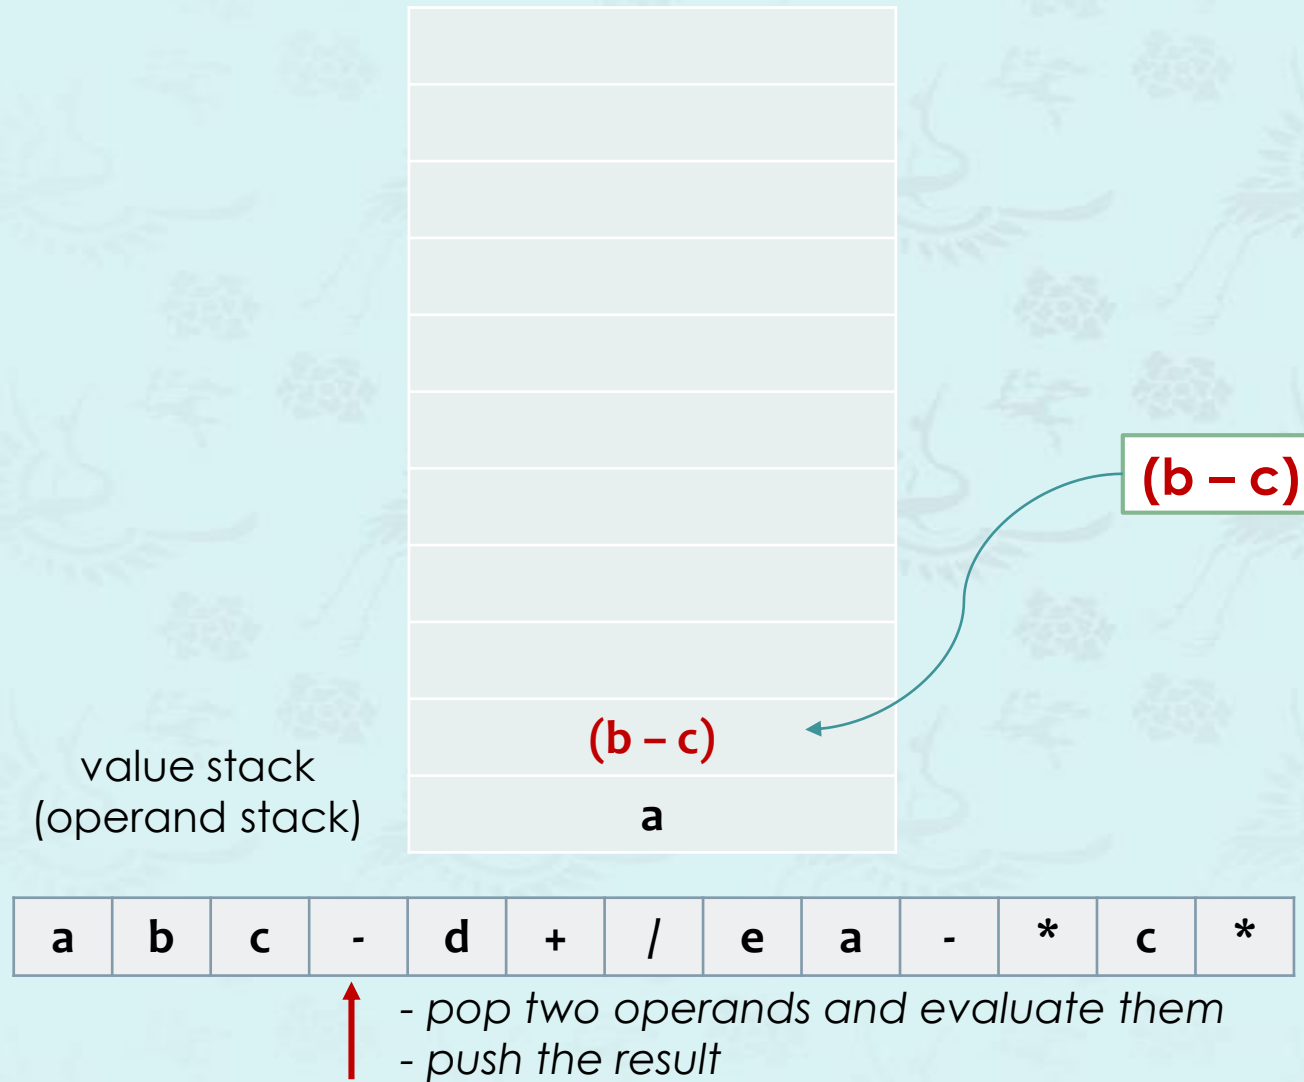 (b – c)
(b – c)
value stack
(operand stack)
a
a b c - d + / e a - * c *
- pop two operands and evaluate them
- push the result